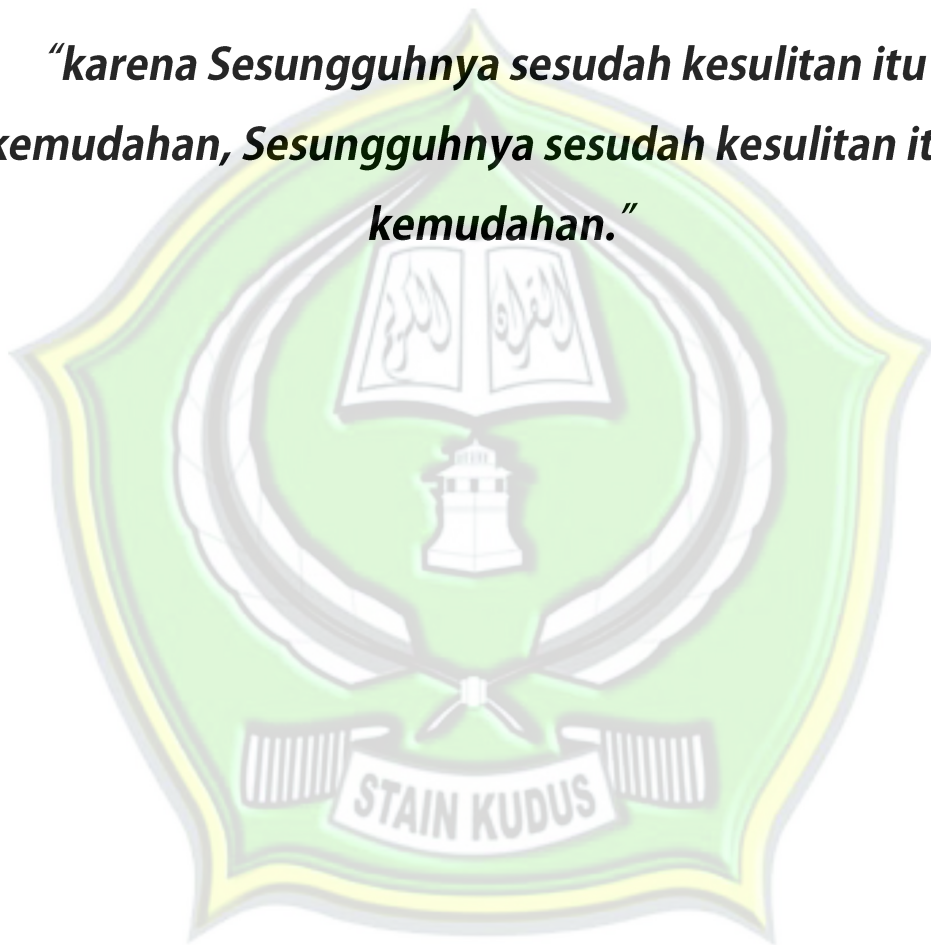 “karena Sesungguhnya sesudah kesulitan itu
kemudahan, Sesungguhnya sesudah kesulitan it
kemudahan.”
STAIN KUDUS